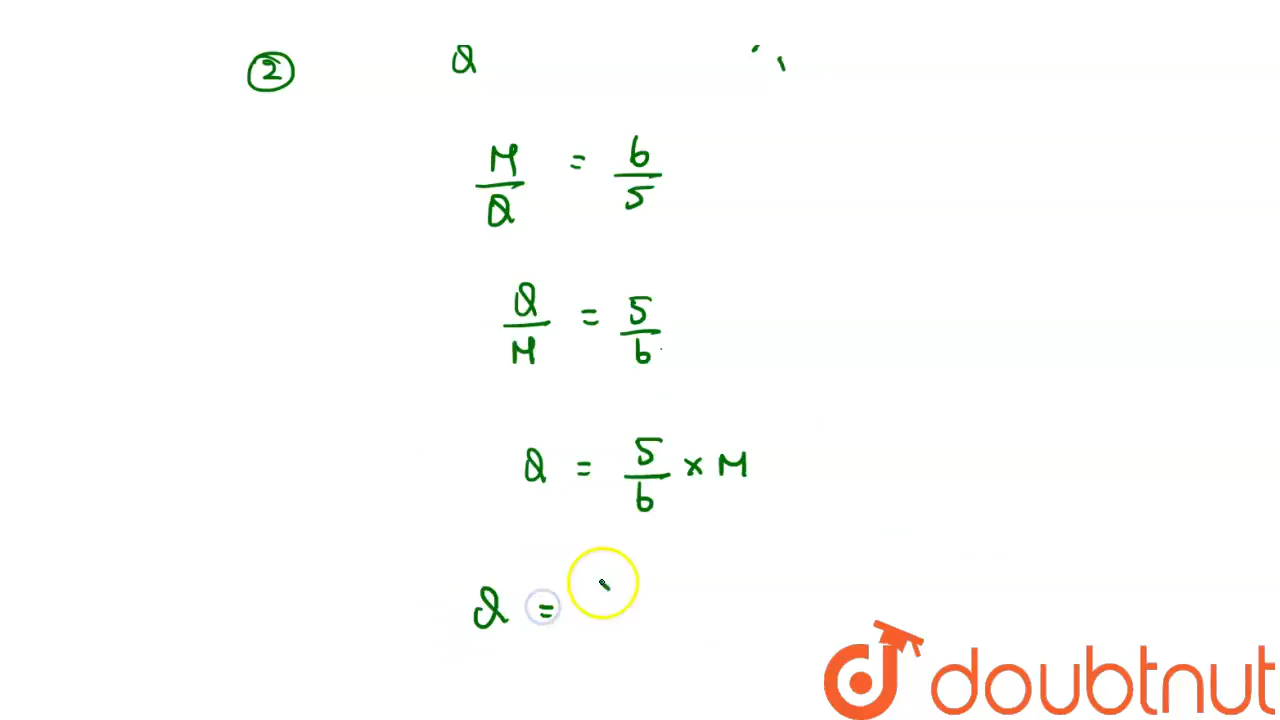 ② Q
M/Q = 6/5
Q/M = 5/6
Q = 5/6 × M
Q =
doubtnut